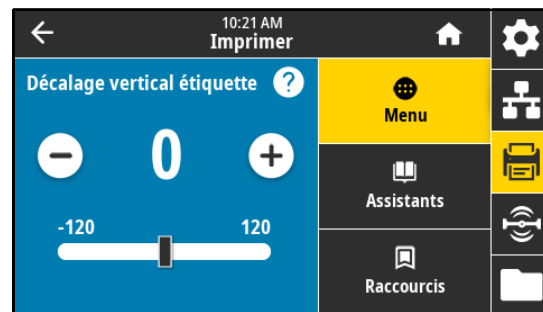 10:21 AM
Imprimer
Décalage vertical étiquette ?
Menu
- 0 +
Assistants
-120 120
Raccourcis